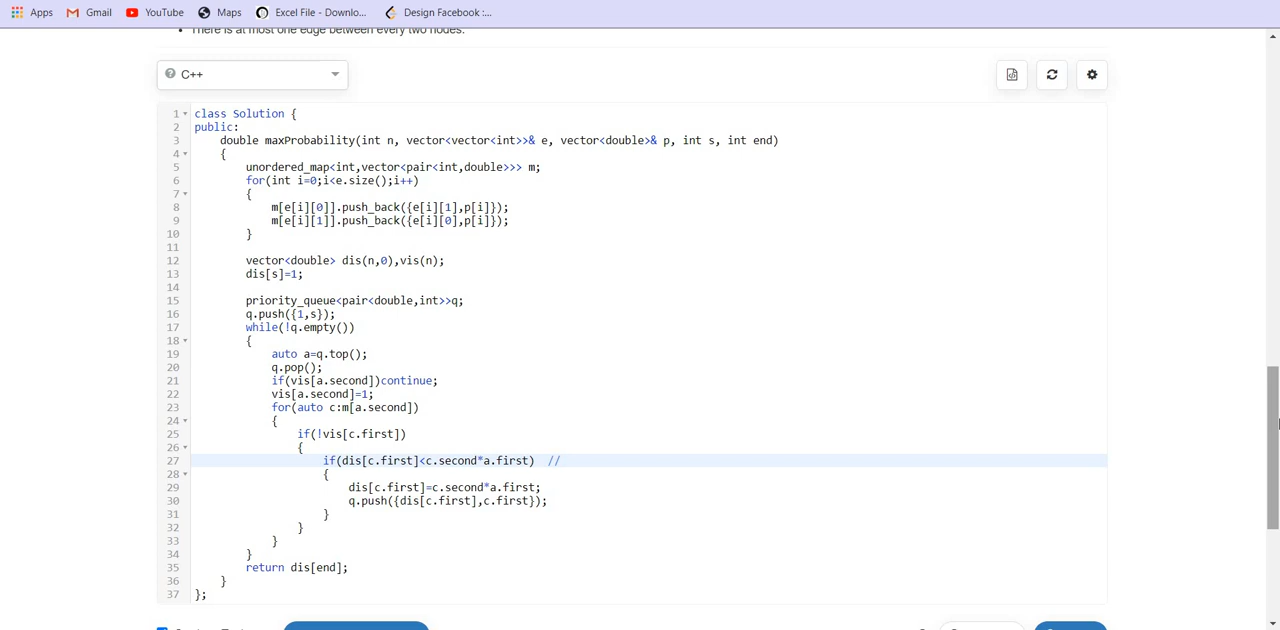 Apps Gmail YouTube Maps Excel File - Downlo... Design Facebook :...
There is at most one edge between every two nodes.
C++
1 class Solution {
2 public:
3 double maxProbability(int n, vector<vector<int>>& e, vector<double>& p, int s, int end)
4 {
5 unordered_map<int,vector<pair<int,double>>> m;
6 for(int i=0;i<e.size();i++)
7 {
8 m[e[i][0]].push_back({e[i][1],p[i]});
9 m[e[i][1]].push_back({e[i][0],p[i]});
10 }
11
12 vector<double> dis(n,0),vis(n);
13 dis[s]=1;
14
15 priority_queue<pair<double,int>>q;
16 q.push({1,s});
17 while(!q.empty())
18 {
19 auto a=q.top();
20 q.pop();
21 if(vis[a.second])continue;
22 vis[a.second]=1;
23 for(auto c:m[a.second])
24 {
25 if(!vis[c.first])
26 {
27 if(dis[c.first]<c.second*a.first) //
28 {
29 dis[c.first]=c.second*a.first;
30 q.push({dis[c.first],c.first});
31 }
32 }
33 }
34 }
35 return dis[end];
36 }
37 };